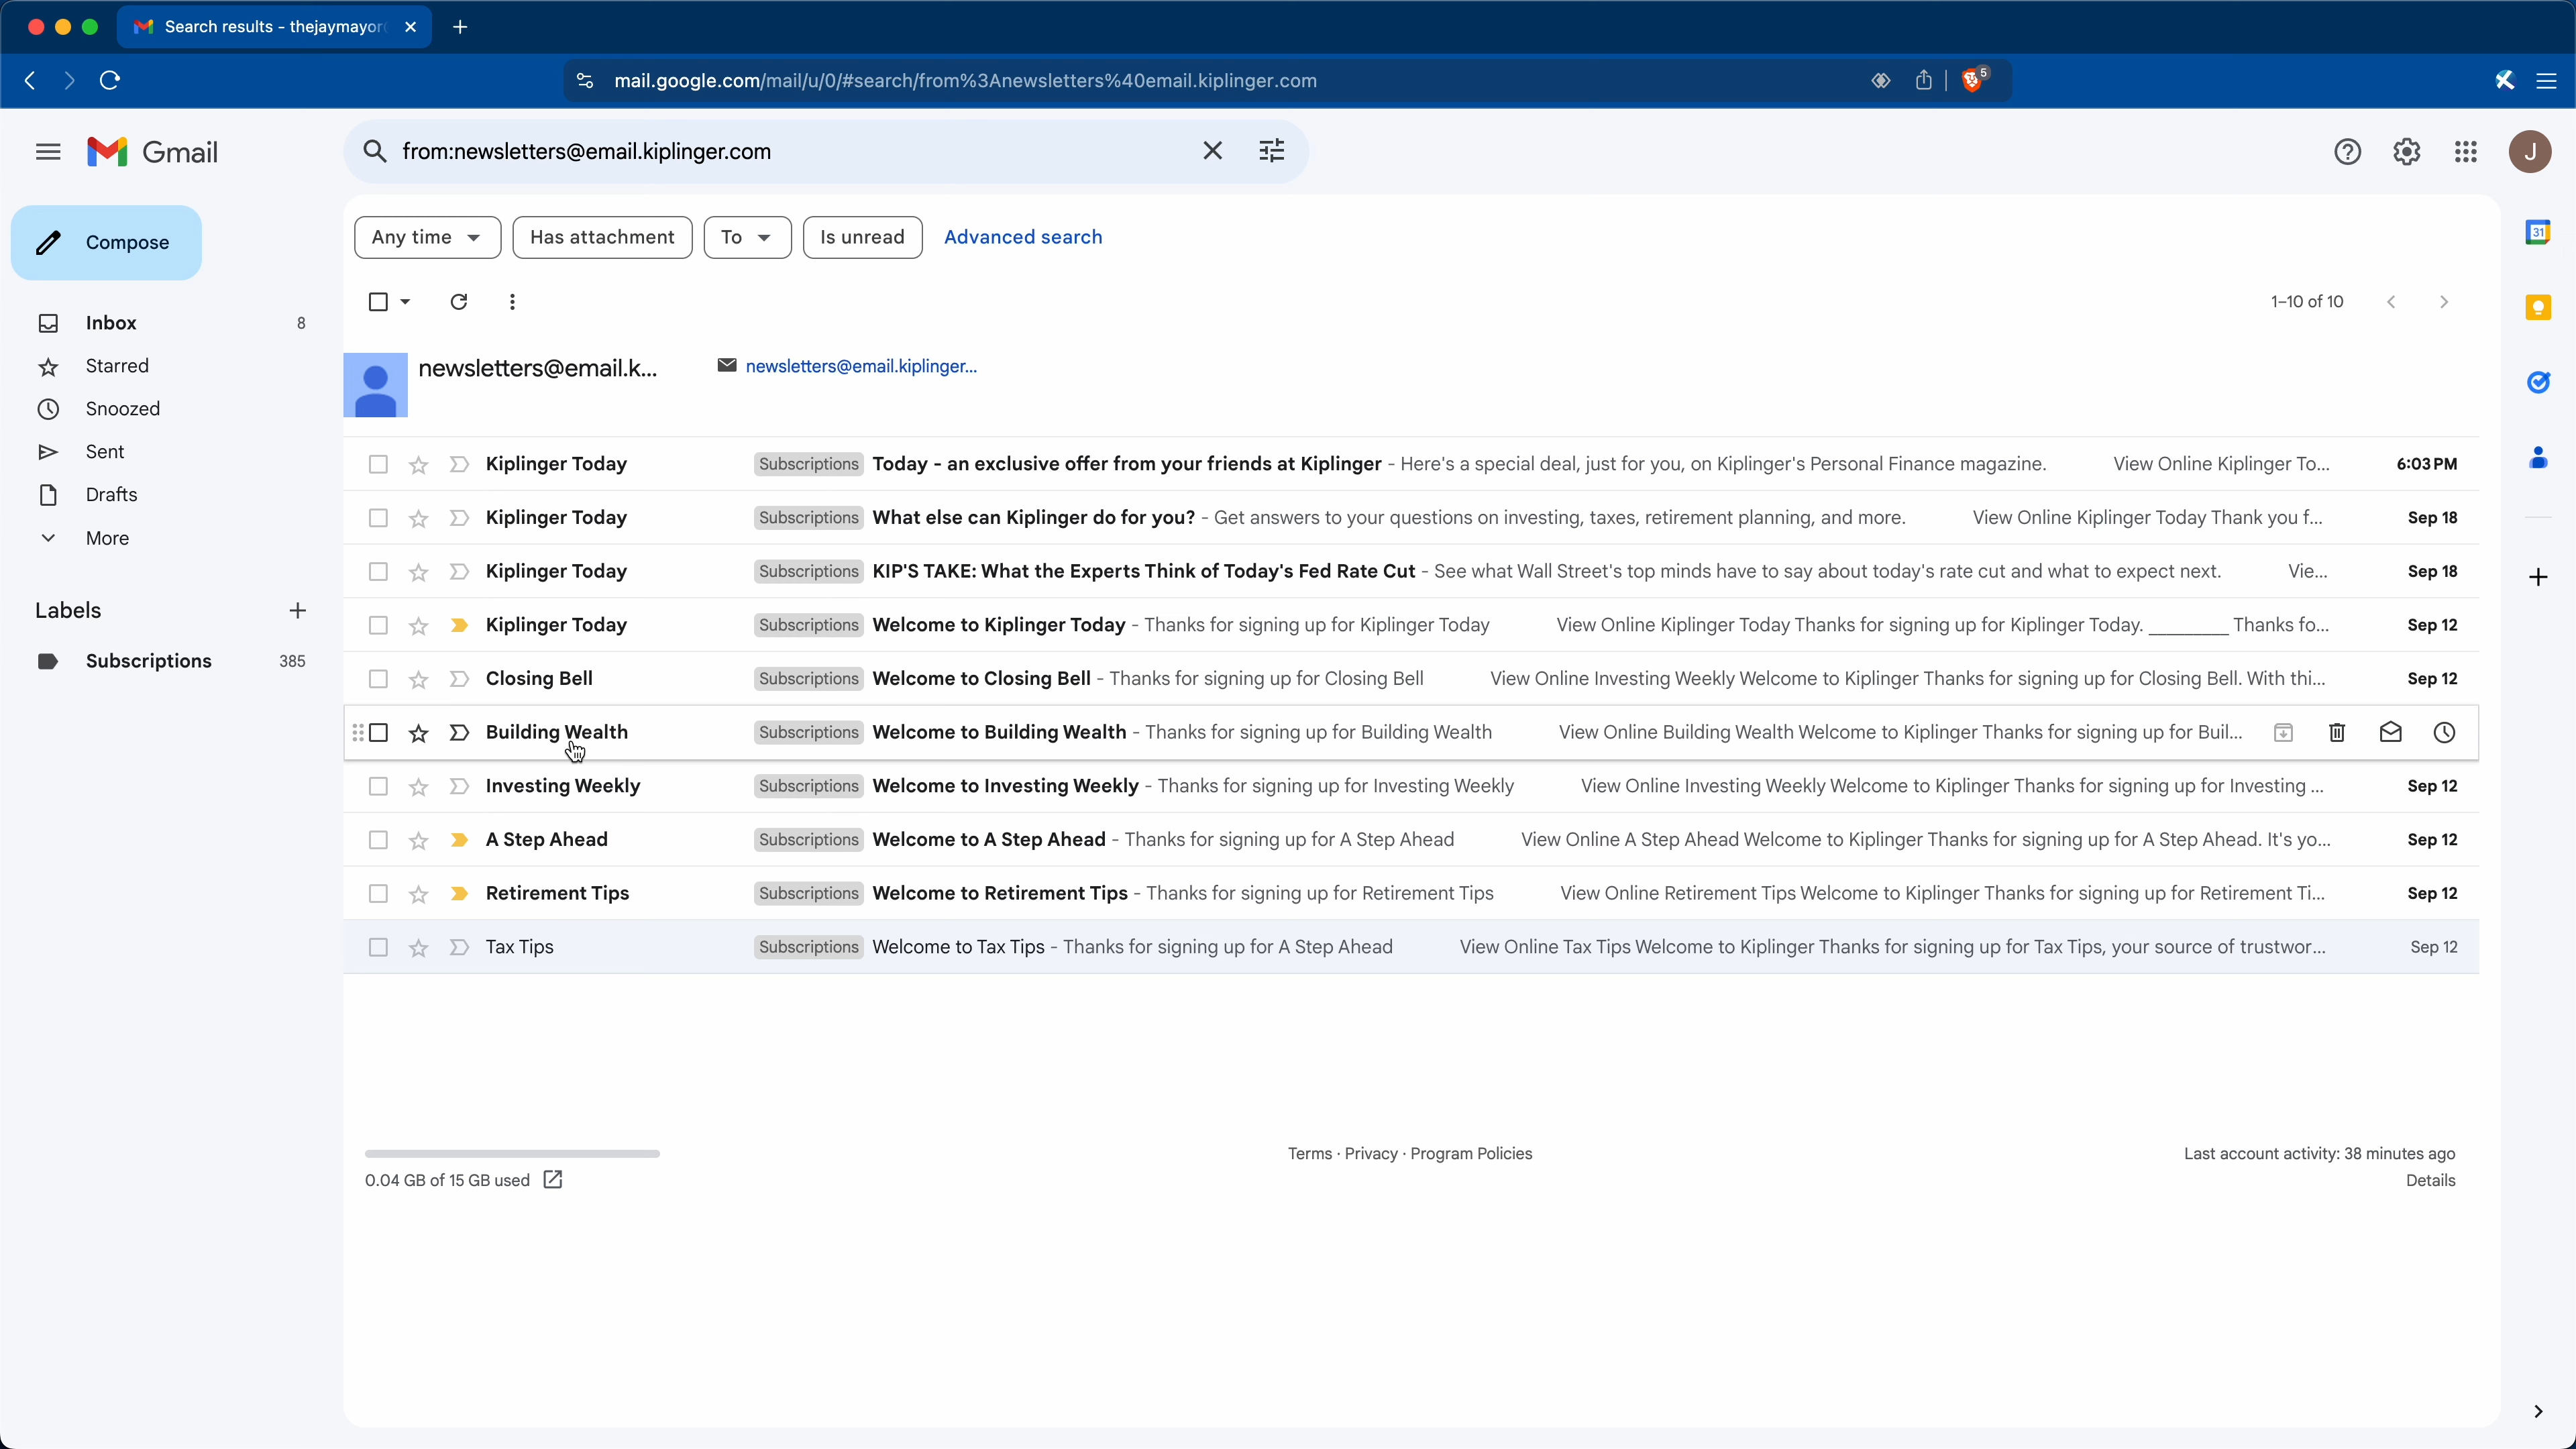 Search results - thejaymayor
mail.google.com/mail/u/0/#search/from%3Anewsletters%40email.kiplinger.com
5
Gmail
from:newsletters@email.kiplinger.com
J
Compose
Any time
Has attachment
To
Is unread
Advanced search
31
1–10 of 10
Inbox 8
Starred
Snoozed
Sent
Drafts
More
Labels
Subscriptions 385
newsletters@email.k... newsletters@email.kiplinger...
Kiplinger Today Subscriptions Today - an exclusive offer from your friends at Kiplinger - Here's a special deal, just for you, on Kiplinger's Personal Finance magazine. View Online Kiplinger To... 6:03 PM
Kiplinger Today Subscriptions What else can Kiplinger do for you? - Get answers to your questions on investing, taxes, retirement planning, and more. View Online Kiplinger Today Thank you f... Sep 18
Kiplinger Today Subscriptions KIP'S TAKE: What the Experts Think of Today's Fed Rate Cut - See what Wall Street's top minds have to say about today's rate cut and what to expect next. Vie... Sep 18
Kiplinger Today Subscriptions Welcome to Kiplinger Today - Thanks for signing up for Kiplinger Today View Online Kiplinger Today Thanks for signing up for Kiplinger Today. _________ Thanks fo... Sep 12
Closing Bell Subscriptions Welcome to Closing Bell - Thanks for signing up for Closing Bell View Online Investing Weekly Welcome to Kiplinger Thanks for signing up for Closing Bell. With thi... Sep 12
Building Wealth Subscriptions Welcome to Building Wealth - Thanks for signing up for Building Wealth View Online Building Wealth Welcome to Kiplinger Thanks for signing up for Buil...
Investing Weekly Subscriptions Welcome to Investing Weekly - Thanks for signing up for Investing Weekly View Online Investing Weekly Welcome to Kiplinger Thanks for signing up for Investing ... Sep 12
A Step Ahead Subscriptions Welcome to A Step Ahead - Thanks for signing up for A Step Ahead View Online A Step Ahead Welcome to Kiplinger Thanks for signing up for A Step Ahead. It's yo... Sep 12
Retirement Tips Subscriptions Welcome to Retirement Tips - Thanks for signing up for Retirement Tips View Online Retirement Tips Welcome to Kiplinger Thanks for signing up for Retirement Ti... Sep 12
Tax Tips Subscriptions Welcome to Tax Tips - Thanks for signing up for A Step Ahead View Online Tax Tips Welcome to Kiplinger Thanks for signing up for Tax Tips, your source of trustwor... Sep 12
0.04 GB of 15 GB used
Terms · Privacy · Program Policies
Last account activity: 38 minutes ago
Details